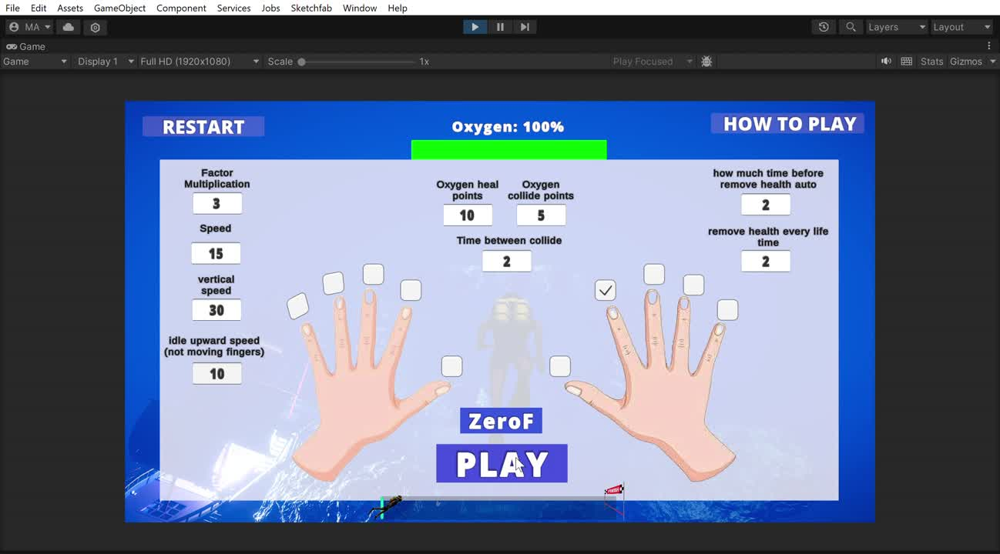 File Edit Assets GameObject Component Services Jobs Sketchfab Window Help
MA Layers Layout
Game
Game Display 1 Full HD (1920x1080) Scale 1x Play Focused Stats Gizmos
RESTART
Oxygen: 100%
HOW TO PLAY
Factor
Multiplication
3
Speed
15
vertical
speed
30
idle upward speed
(not moving fingers)
10
Oxygen heal
points
10
Oxygen
collide points
5
Time between collide
2
how much time before
remove health auto
2
remove health every life
time
2
ZeroF
PLAY
FINISH